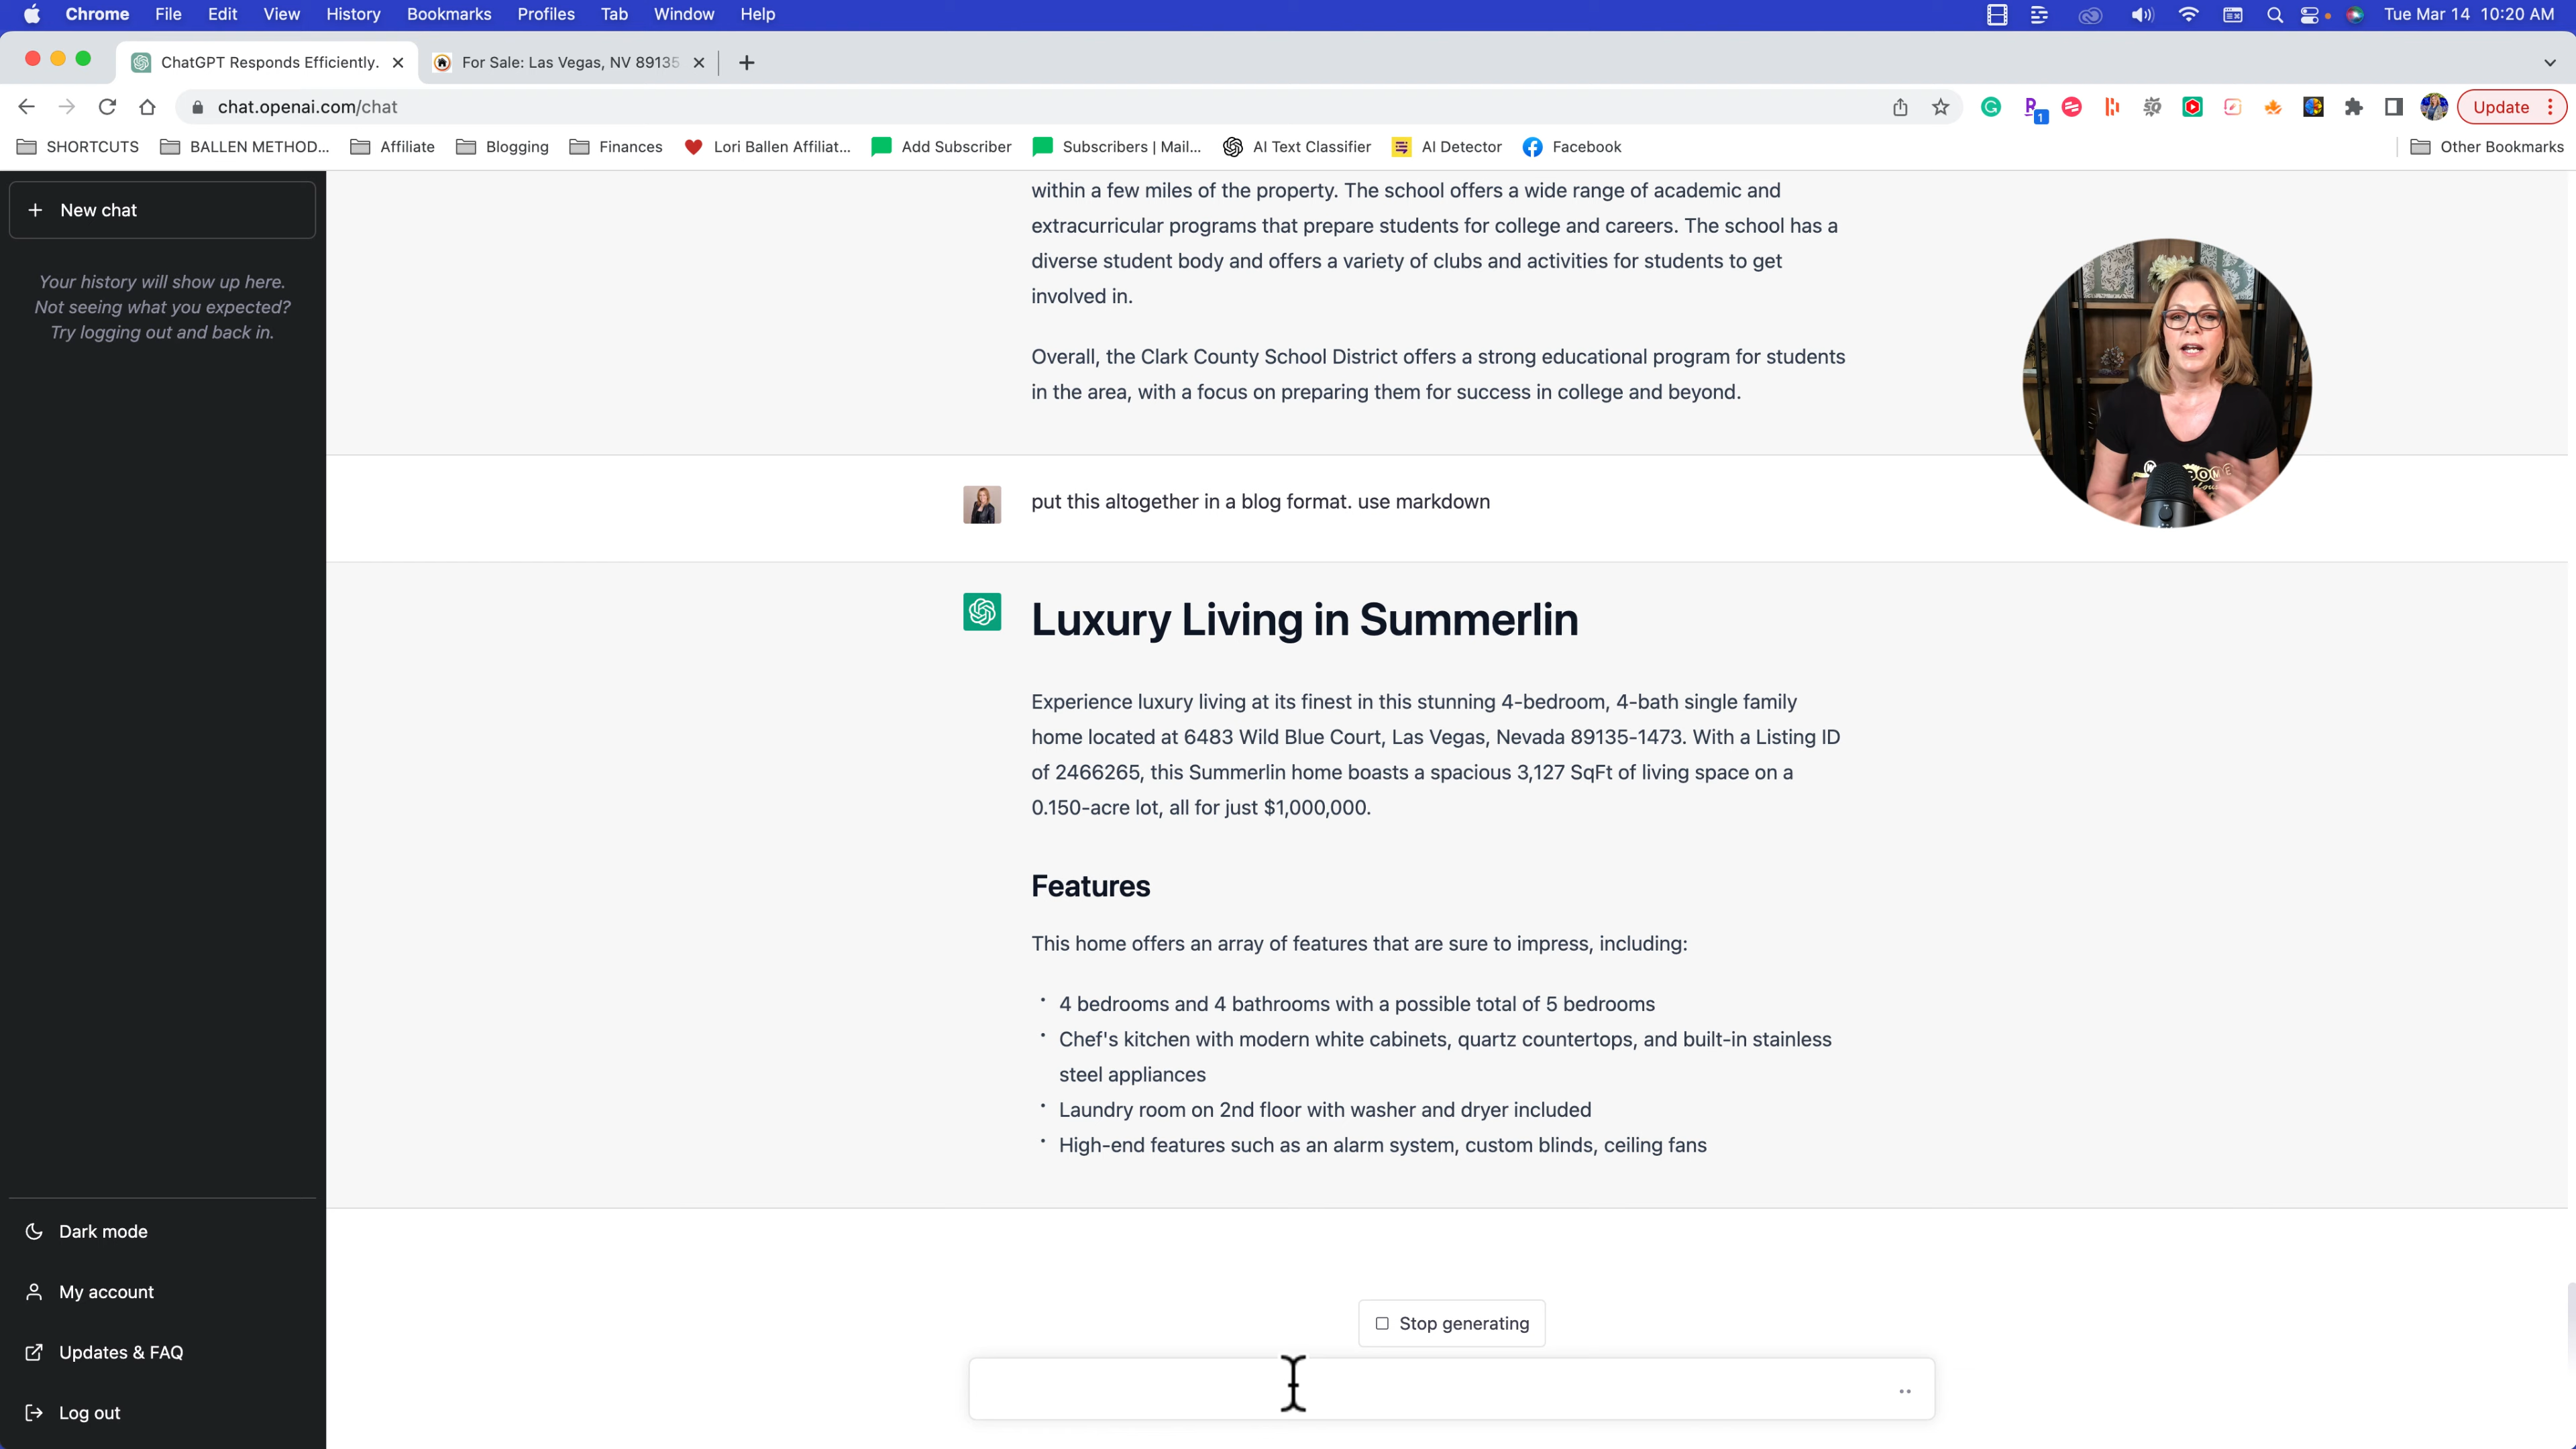 Chrome File Edit View History Bookmarks Profiles Tab Window Help Tue Mar 14 10:20 AM
ChatGPT Responds Efficiently. For Sale: Las Vegas, NV 89135
chat.openai.com/chat 1 Update
SHORTCUTS BALLEN METHOD... Affiliate Blogging Finances Lori Ballen Affiliat... Add Subscriber Subscribers | Mail... AI Text Classifier AI Detector Facebook Other Bookmarks
New chat
Your history will show up here.
Not seeing what you expected?
Try logging out and back in.
Dark mode
My account
Updates & FAQ
Log out
within a few miles of the property. The school offers a wide range of academic and
extracurricular programs that prepare students for college and careers. The school has a
diverse student body and offers a variety of clubs and activities for students to get
involved in.
Overall, the Clark County School District offers a strong educational program for students
in the area, with a focus on preparing them for success in college and beyond.
put this altogether in a blog format. use markdown
Luxury Living in Summerlin
Experience luxury living at its finest in this stunning 4-bedroom, 4-bath single family
home located at 6483 Wild Blue Court, Las Vegas, Nevada 89135-1473. With a Listing ID
of 2466265, this Summerlin home boasts a spacious 3,127 SqFt of living space on a
0.150-acre lot, all for just $1,000,000.
Features
This home offers an array of features that are sure to impress, including:
• 4 bedrooms and 4 bathrooms with a possible total of 5 bedrooms
• Chef's kitchen with modern white cabinets, quartz countertops, and built-in stainless
steel appliances
• Laundry room on 2nd floor with washer and dryer included
• High-end features such as an alarm system, custom blinds, ceiling fans
Stop generating